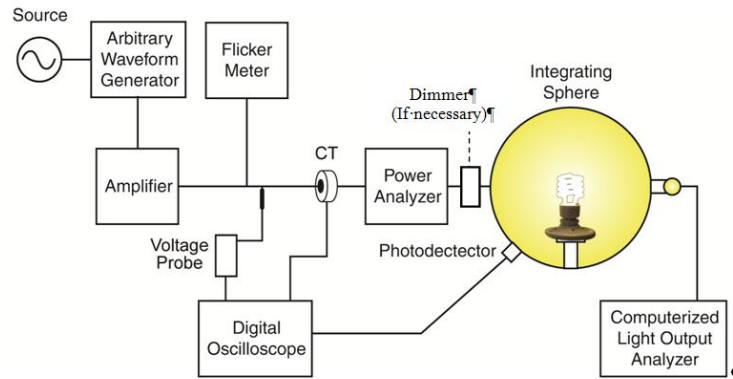 Source
Arbitrary
Waveform
Generator
Flicker
Meter
Integrating
Sphere
Dimmer¶
(If·necessary)¶
CT
Amplifier
Power
Analyzer
Voltage
Probe
Photodectector
Digital
Oscilloscope
Computerized
Light Output
Analyzer